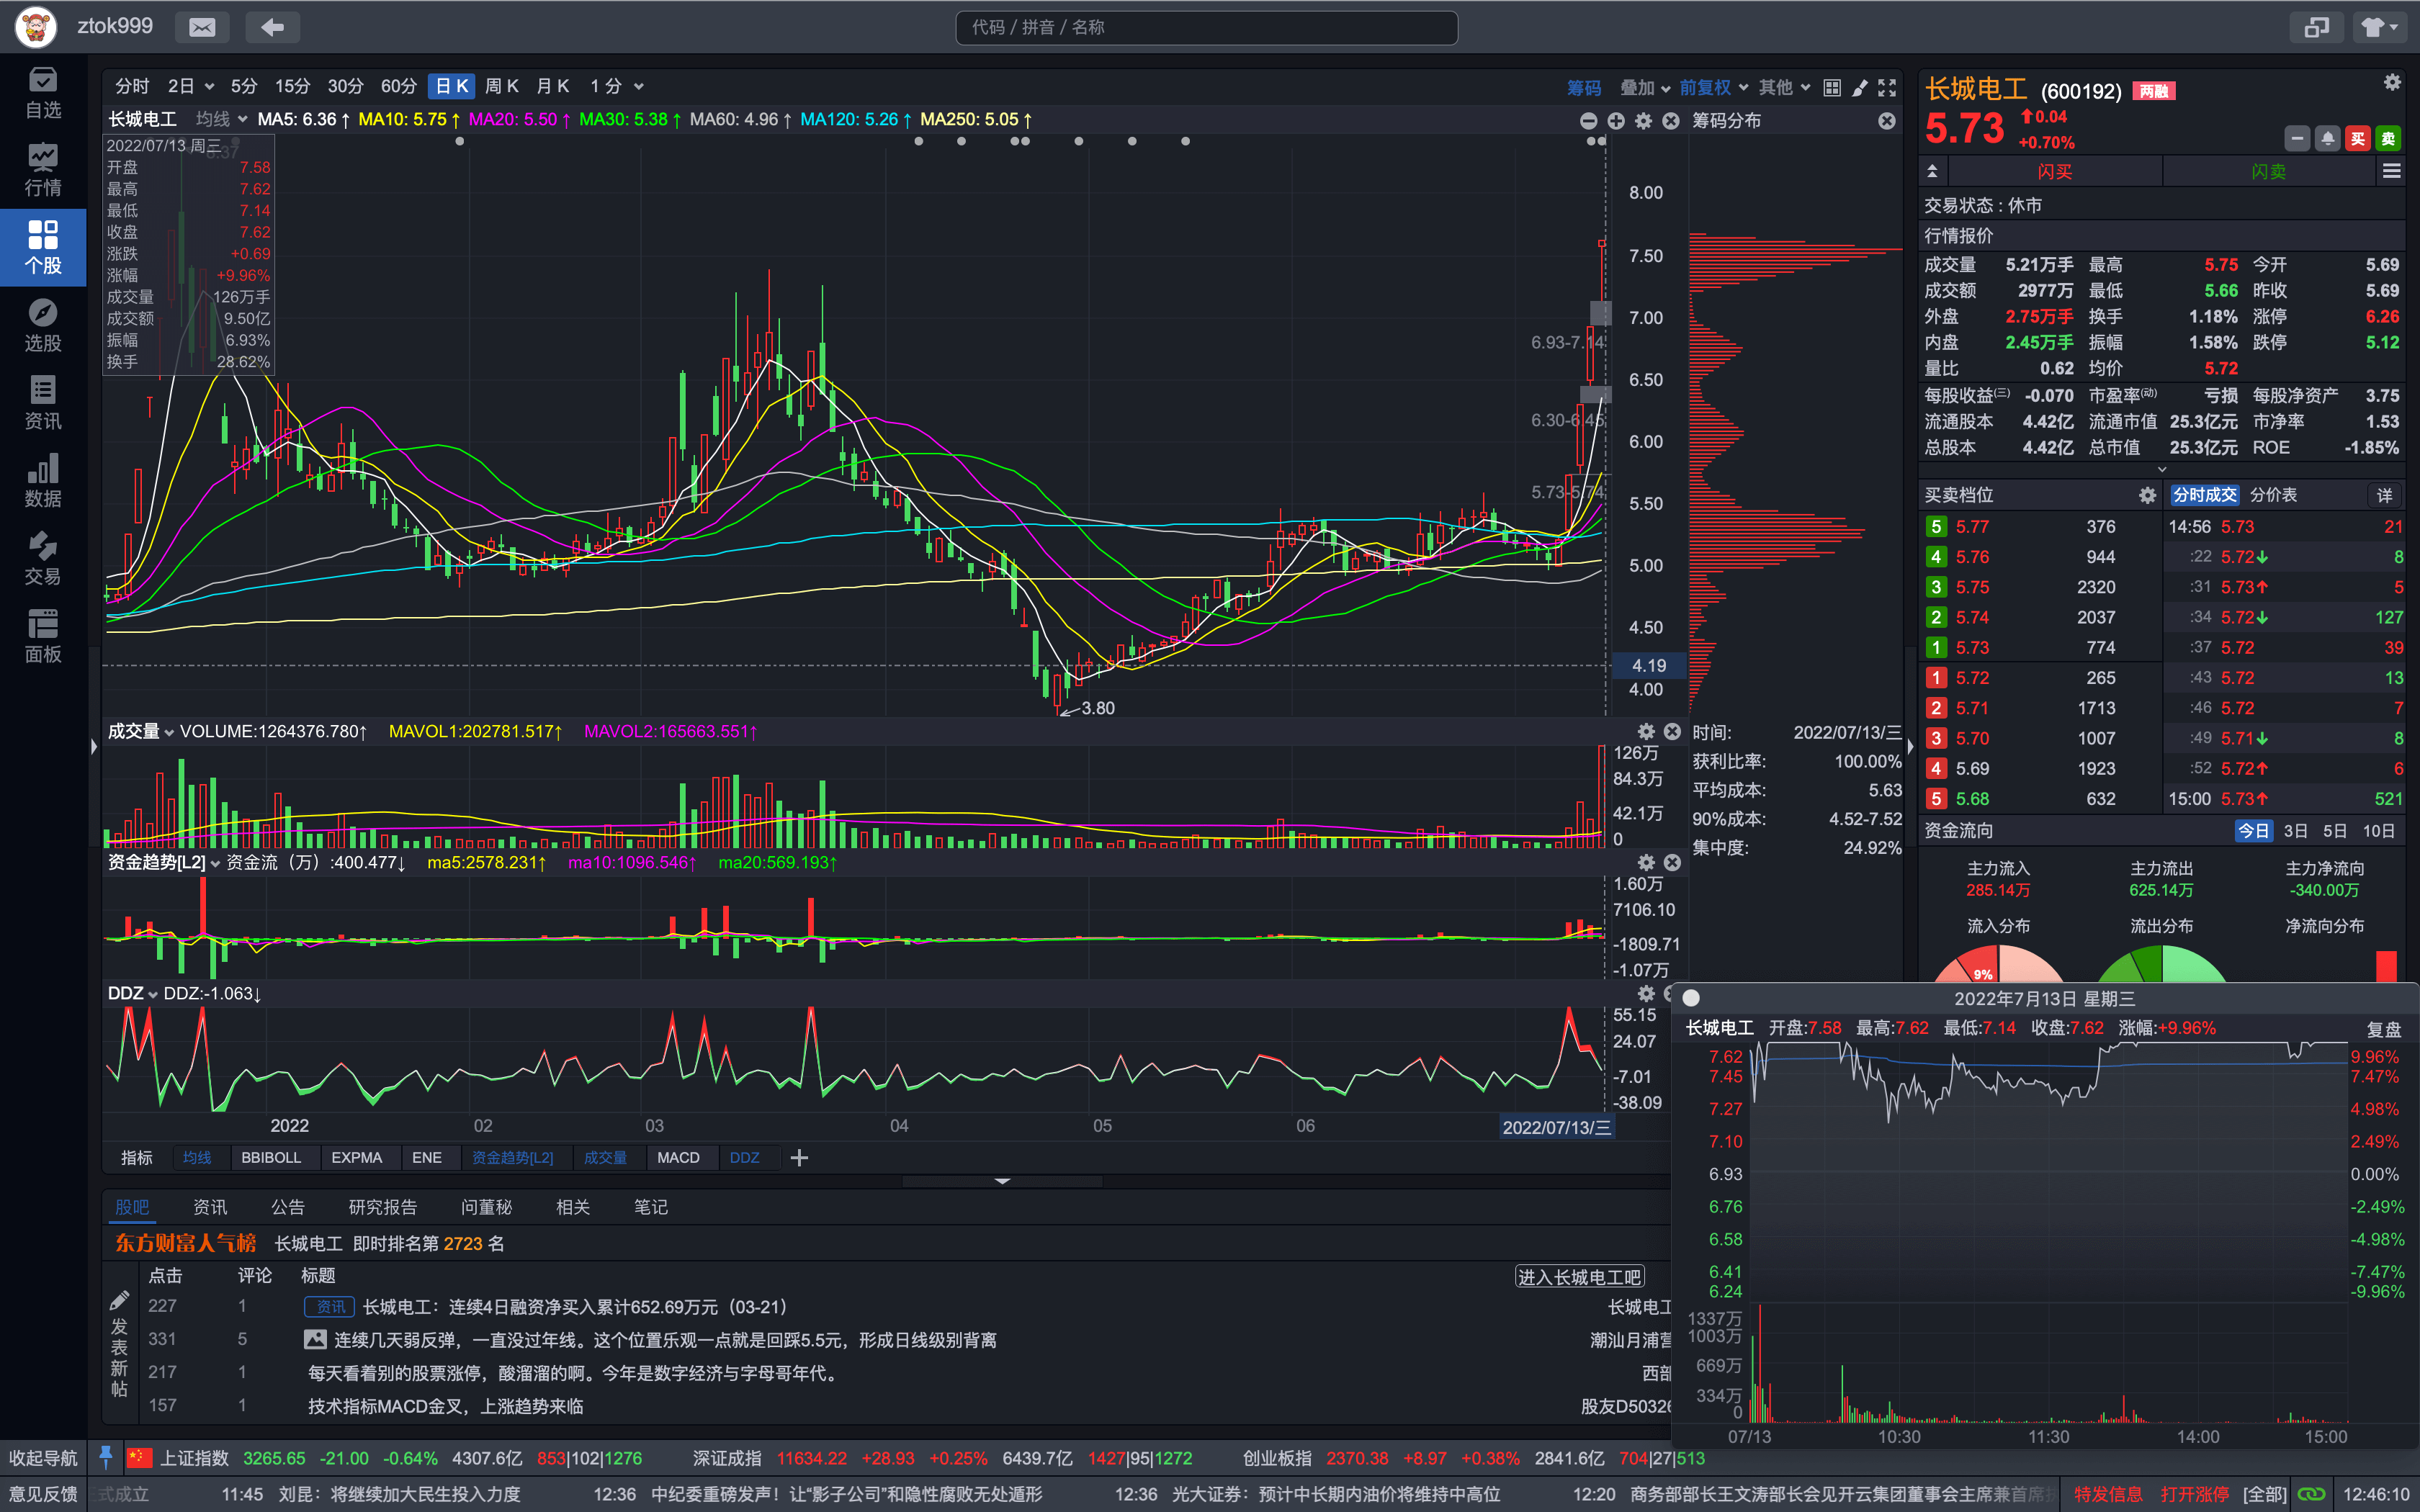 ztok999
代码 / 拼音 / 名称
自选
行情
个股
选股
资讯
数据
交易
面板
分时 2日 5分 15分 30分 60分 日K 周K 月K 1分
筹码 叠加 前复权 其他
长城电工 均线 MA5: 6.36↑ MA10: 5.75↑ MA20: 5.50↑ MA30: 5.38↑ MA60: 4.96↑ MA120: 5.26↑ MA250: 5.05↑
筹码分布
2022/07/13 周三
开盘 7.58
最高 7.62
最低 7.14
收盘 7.62
涨跌 +0.69
涨幅 +9.96%
成交量 126万手
成交额 9.50亿
振幅 6.93%
换手 28.62%
8.37
8.00
7.50
7.00
6.50
6.00
5.50
5.00
4.50
4.19
4.00
6.93-7.14
6.30-6.45
5.73-5.74
3.80
成交量 VOLUME:1264376.780↑ MAVOL1:202781.517↑ MAVOL2:165663.551↑
126万
84.3万
42.1万
0
资金趋势[L2] 资金流（万）:400.477↓ ma5:2578.231↑ ma10:1096.546↑ ma20:569.193↑
1.60万
7106.10
-1809.71
-1.07万
DDZ DDZ:-1.063↓
55.15
24.07
-7.01
-38.09
2022 02 03 04 05 06 2022/07/13/三
指标 均线 BBIBOLL EXPMA ENE 资金趋势[L2] 成交量 MACD DDZ
时间: 2022/07/13/三
获利比率: 100.00%
平均成本: 5.63
90%成本: 4.52-7.52
集中度: 24.92%
股吧 资讯 公告 研究报告 问董秘 相关 笔记
东方财富人气榜 长城电工 即时排名第 2723 名
点击 评论 标题 进入长城电工吧
发表新帖
227 1 资讯 长城电工：连续4日融资净买入累计652.69万元（03-21） 长城电工
331 5 连续几天弱反弹，一直没过年线。这个位置乐观一点就是回踩5.5元，形成日线级别背离 潮汕月浦营
217 1 每天看着别的股票涨停，酸溜溜的啊。今年是数字经济与字母哥年代。 西部
157 1 技术指标MACD金叉，上涨趋势来临 股友D50326
长城电工 (600192) 两融
5.73 0.04
+0.70%
买 卖
闪买 闪卖
交易状态：休市
行情报价
成交量 5.21万手 最高 5.75 今开 5.69
成交额 2977万 最低 5.66 昨收 5.69
外盘 2.75万手 换手 1.18% 涨停 6.26
内盘 2.45万手 振幅 1.58% 跌停 5.12
量比 0.62 均价 5.72
每股收益(三) -0.070 市盈率(动) 亏损 每股净资产 3.75
流通股本 4.42亿 流通市值 25.3亿元 市净率 1.53
总股本 4.42亿 总市值 25.3亿元 ROE -1.85%
买卖档位 分时成交 分价表 详
5 5.77 376 14:56 5.73 21
4 5.76 944 :22 5.72↓ 8
3 5.75 2320 :31 5.73↑ 5
2 5.74 2037 :34 5.72↓ 127
1 5.73 774 :37 5.72 39
1 5.72 265 :43 5.72 13
2 5.71 1713 :46 5.72 7
3 5.70 1007 :49 5.71↓ 8
4 5.69 1923 :52 5.72↑ 6
5 5.68 632 15:00 5.73↑ 521
资金流向 今日 3日 5日 10日
主力流入 主力流出 主力净流向
285.14万 625.14万 -340.00万
流入分布 流出分布 净流向分布
9%
2022年7月13日 星期三
长城电工 开盘:7.58 最高:7.62 最低:7.14 收盘:7.62 涨幅:+9.96% 复盘
7.62 9.96%
7.45 7.47%
7.27 4.98%
7.10 2.49%
6.93 0.00%
6.76 -2.49%
6.58 -4.98%
6.41 -7.47%
6.24 -9.96%
1337万
1003万
669万
334万
0
07/13 10:30 11:30 14:00 15:00
收起导航 上证指数 3265.65 -21.00 -0.64% 4307.6亿 853|102|1276 深证成指 11634.22 +28.93 +0.25% 6439.7亿 1427|95|1272 创业板指 2370.38 +8.97 +0.38% 2841.6亿 704|27|513
意见反馈 式成立 11:45 刘昆：将继续加大民生投入力度 12:36 中纪委重磅发声！让“影子公司”和隐性腐败无处遁形 12:36 光大证券：预计中长期内油价将维持中高位 12:20 商务部部长王文涛部长会见开云集团董事会主席兼首席执 特发信息 打开涨停 [全部] 12:46:10